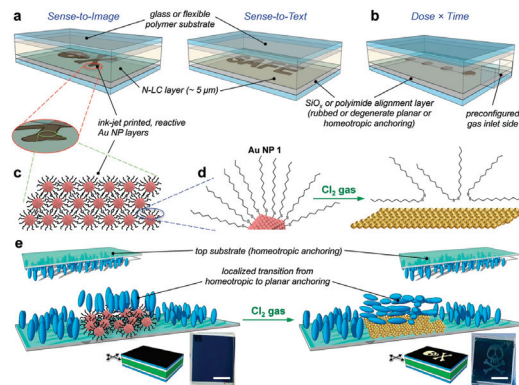 a
Sense-to-Image
Sense-to-Text
b
Dose × Time
glass or flexible
polymer substrate
N-LC layer (~ 5 μm)
SAFE
SiOx or polyimide alignment layer
(rubbed or degenerate planar or
homeotropic anchoring)
preconfigured
gas inlet side
ink-jet printed, reactive
Au NP layers
c
d
Au NP 1
Cl2 gas
e
top substrate (homeotropic anchoring)
localized transition from
homeotropic to planar anchoring
Cl2 gas